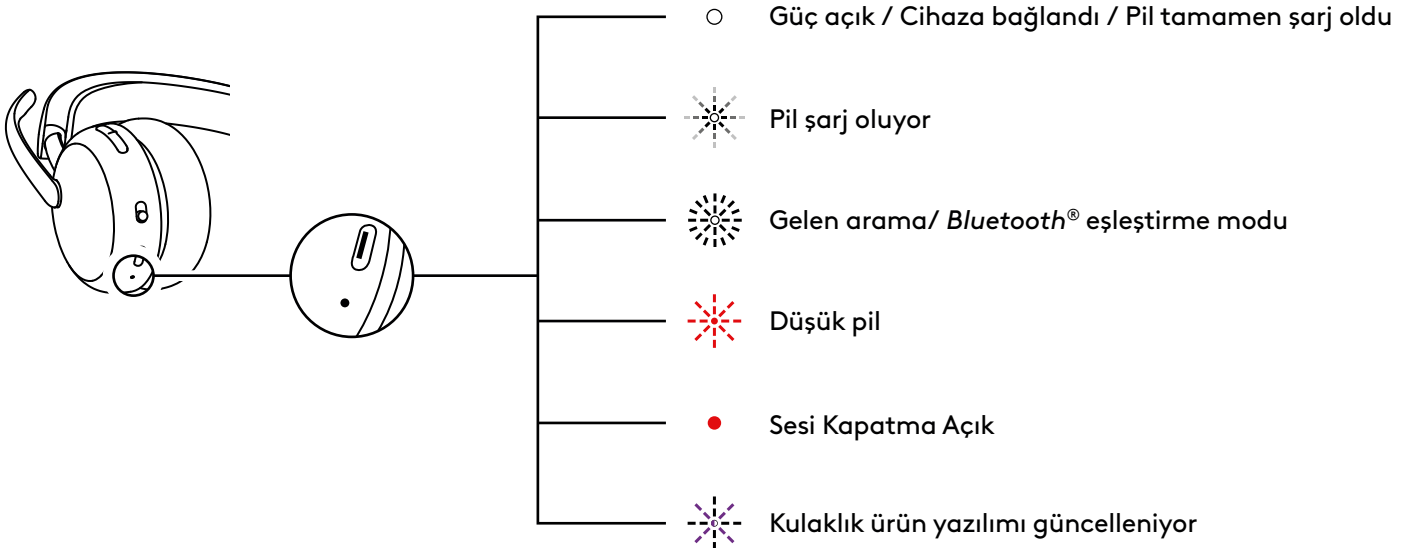 Güç açık / Cihaza bağlandı / Pil tamamen şarj oldu
Pil şarj oluyor
Gelen arama/ Bluetooth® eşleştirme modu
Düşük pil
Sesi Kapatma Açık
Kulaklık ürün yazılımı güncelleniyor